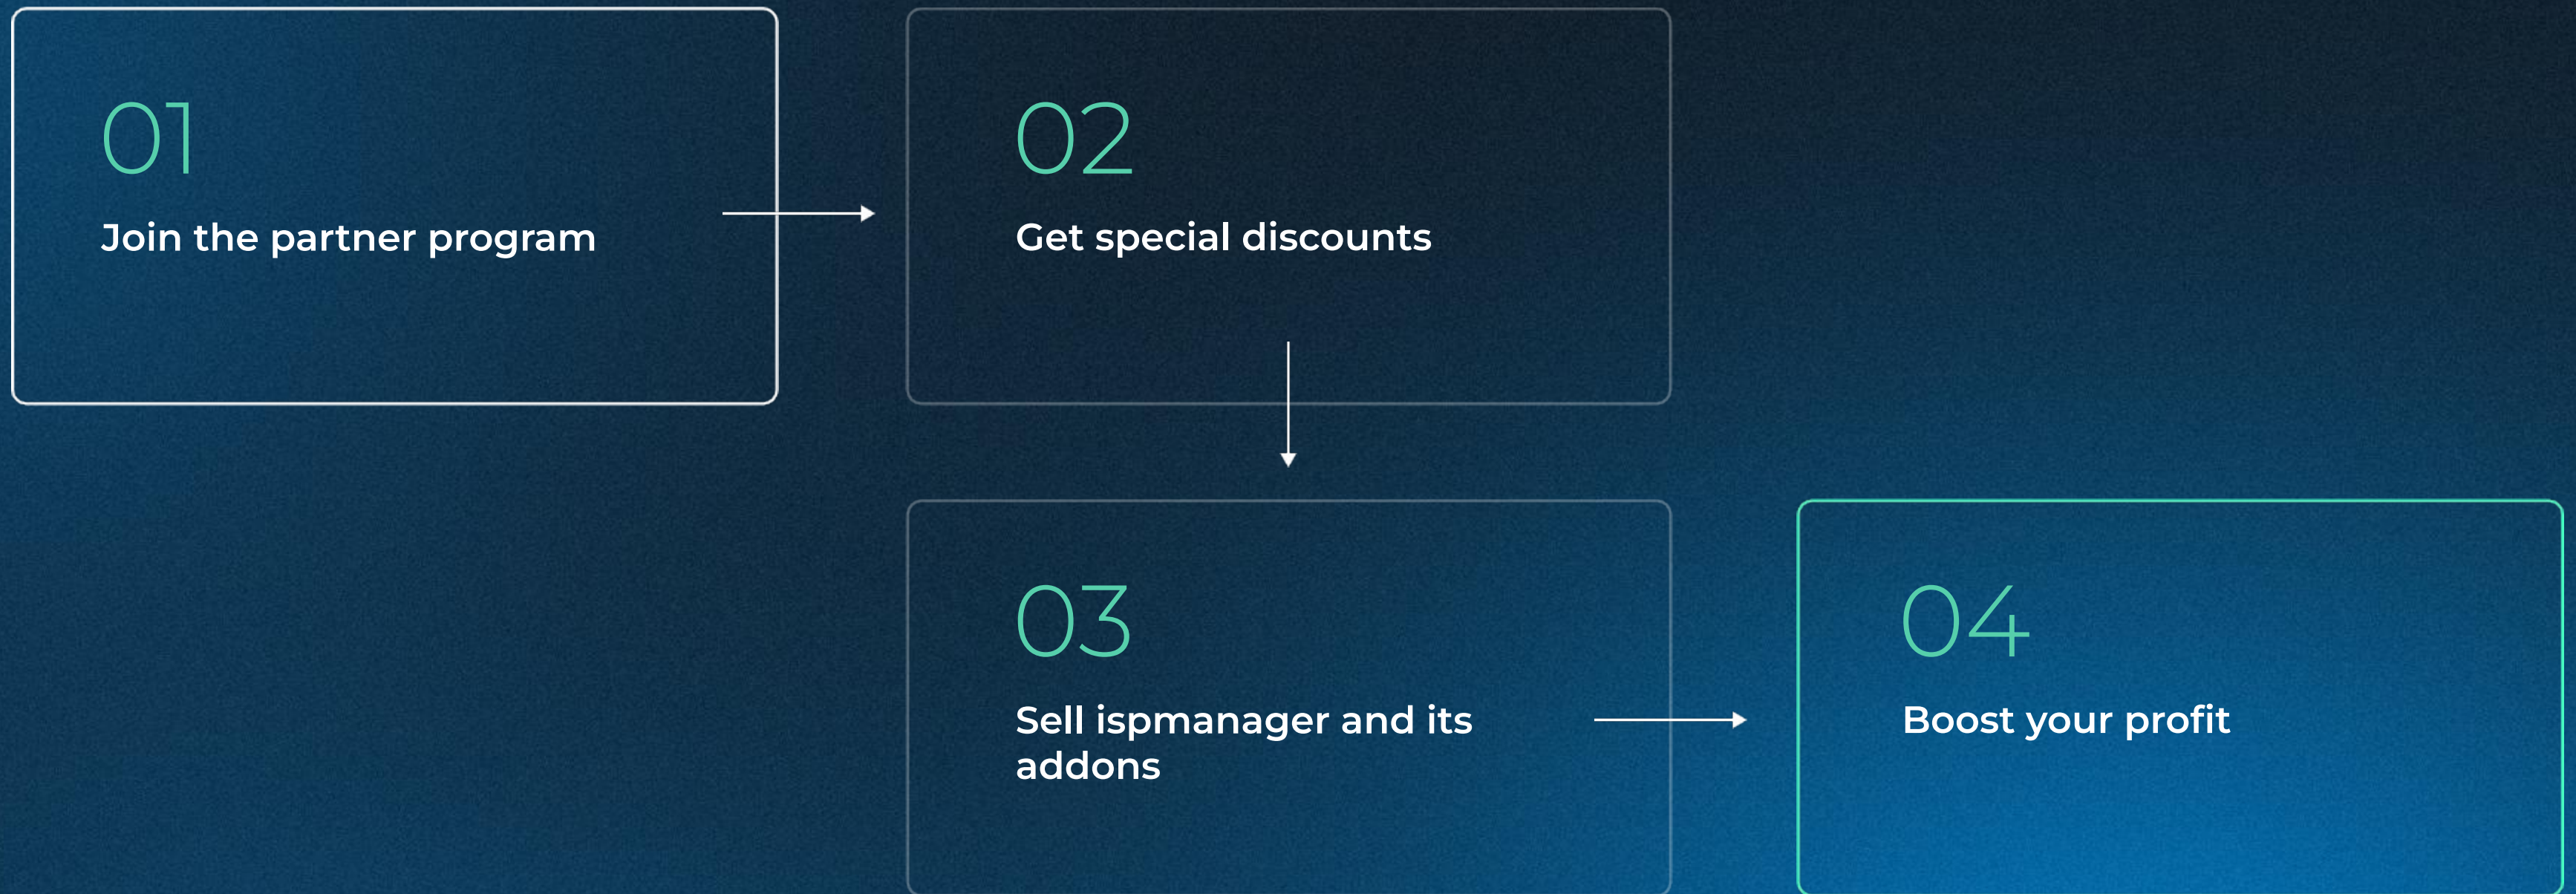 01
Join the partner program
02
Get special discounts
03
Sell ispmanager and its
addons
04
Boost your profit